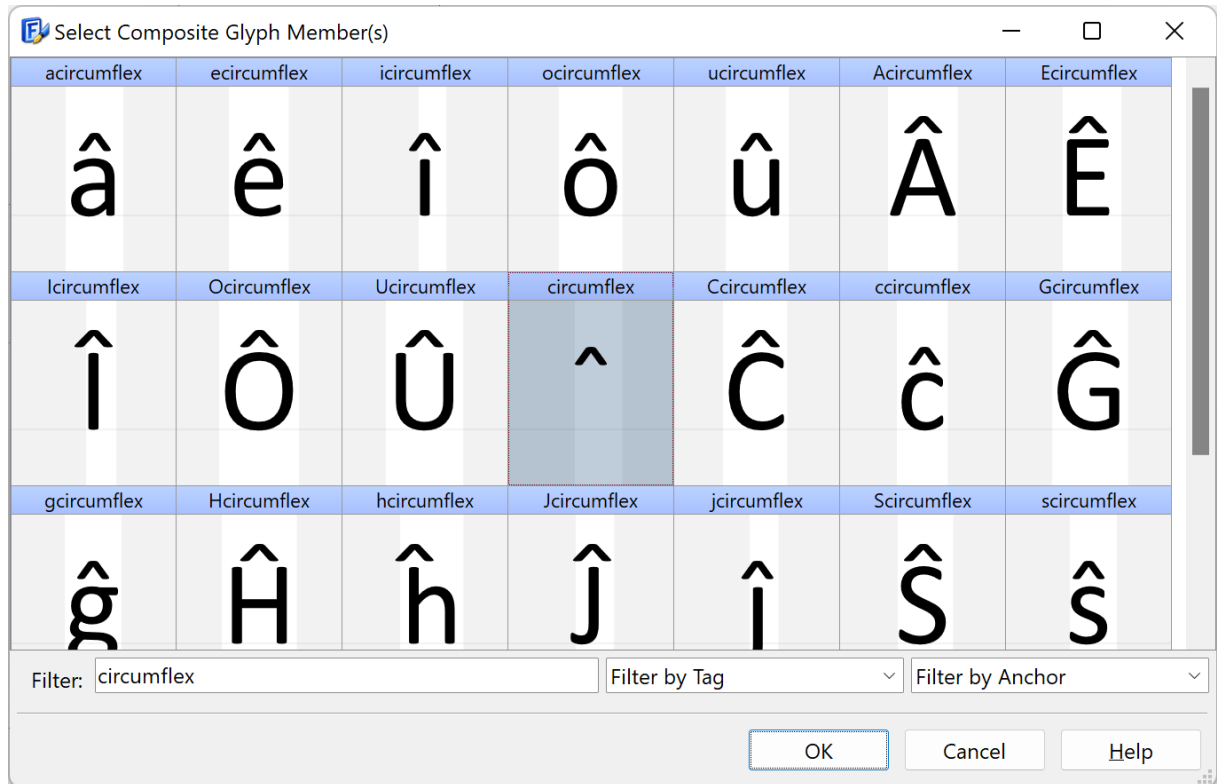 Select Composite Glyph Member(s)
acircumflex ecircumflex icircumflex ocircumflex ucircumflex Acircumflex Ecircumflex
â ê î ô û Â Ê
Icircumflex Ocircumflex Ucircumflex circumflex Ccircumflex ccircumflex Gcircumflex
Î Ô Û ˆ Ĉ ĉ Ĝ
gcircumflex Hcircumflex hcircumflex Jcircumflex jcircumflex Scircumflex scircumflex
ĝ Ĥ ĥ Ĵ ĵ Ŝ ŝ
Filter: circumflex Filter by Tag Filter by Anchor
OK Cancel Help